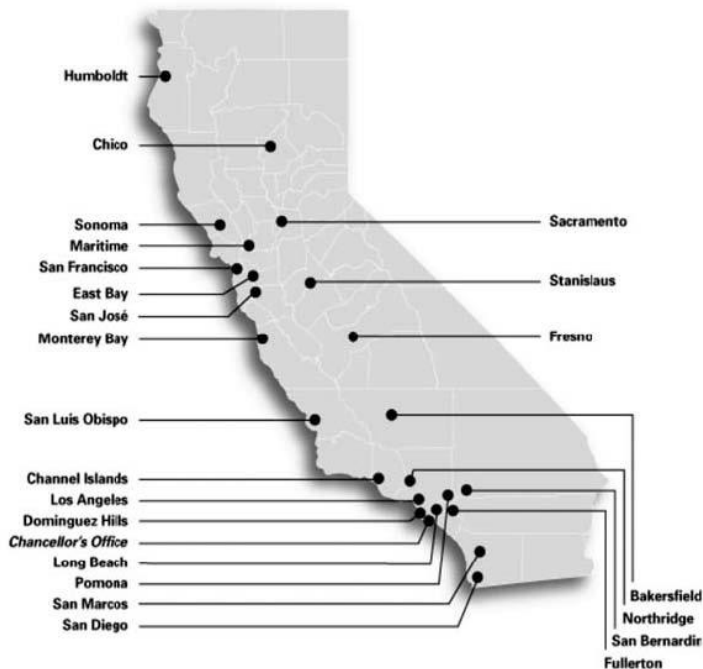 Humboldt
Chico
Sonoma
Maritime
San Francisco
East Bay
San José
Monterey Bay
San Luis Obispo
Channel Islands
Los Angeles
Dominguez Hills
Chancellor's Office
Long Beach
Pomona
San Marcos
San Diego
Sacramento
Stanislaus
Fresno
Bakersfield
Northridge
San Bernardin
Fullerton